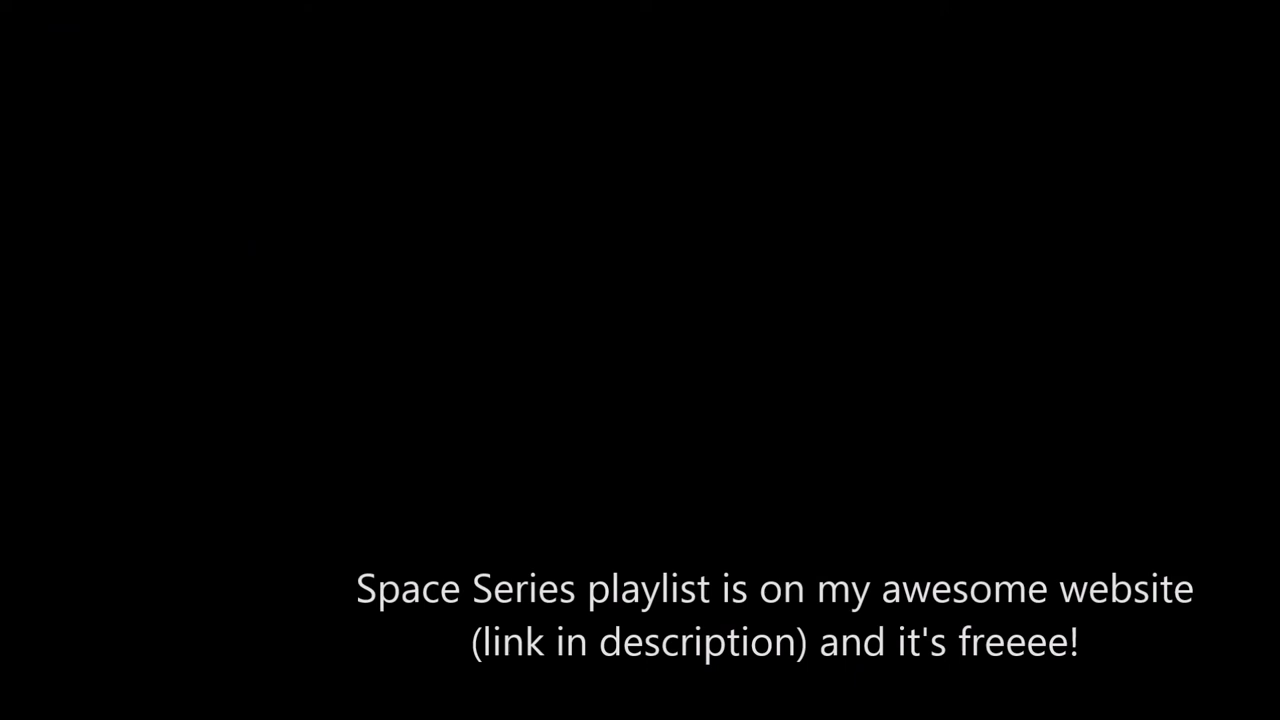 Space Series playlist is on my awesome website
(link in description) and it's freeee!